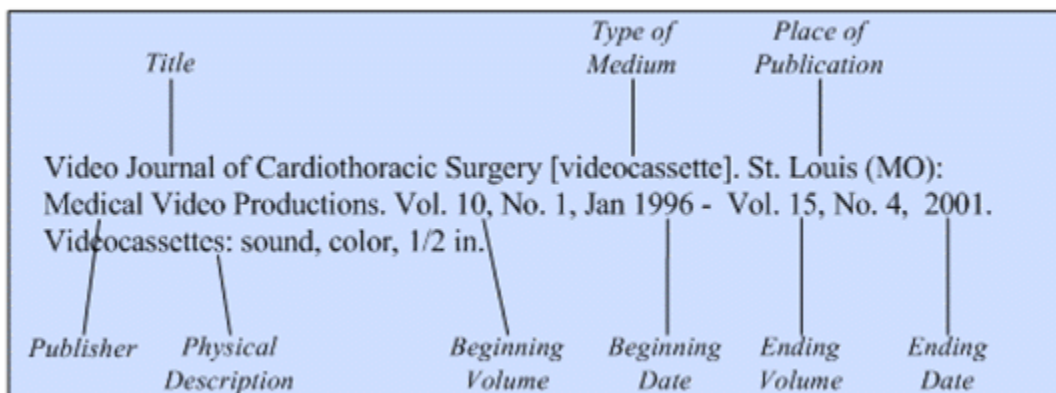 Type of Place of
Title Medium Publication
Video Journal of Cardiothoracic Surgery [videocassette]. St. Louis (MO):
Medical Video Productions. Vol. 10, No. 1, Jan 1996 - Vol. 15, No. 4, 2001.
Videocassettes: sound, color, 1/2 in.
Publisher Physical Beginning Beginning Ending Ending
Description Volume Date Volume Date